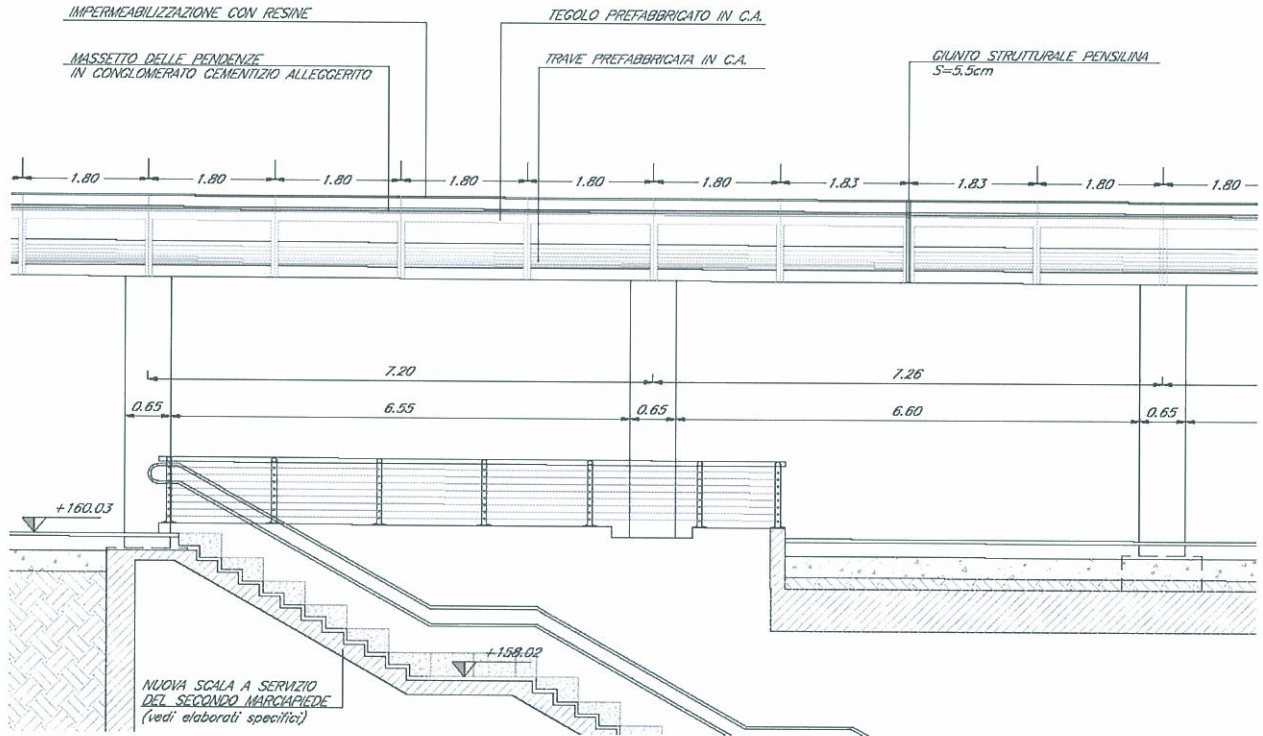 IMPERMEABILIZZAZIONE CON RESINE
TEGOLO PREFABBRICATO IN C.A.
MASSETTO DELLE PENDENZE
IN CONGLOMERATO CEMENTIZIO ALLEGGERITO
TRAVE PREFABBRICATA IN C.A.
GIUNTO STRUTTURALE PENSILINA
S=5.5cm
1.80 1.80 1.80 1.80 1.80 1.80 1.83 1.83 1.80 1.80
7.20 7.26
0.65 6.55 0.65 6.60 0.65
+160.03
+158.02
NUOVA SCALA A SERVIZIO
DEL SECONDO MARCIAPIEDE
(vedi elaborati specifici)